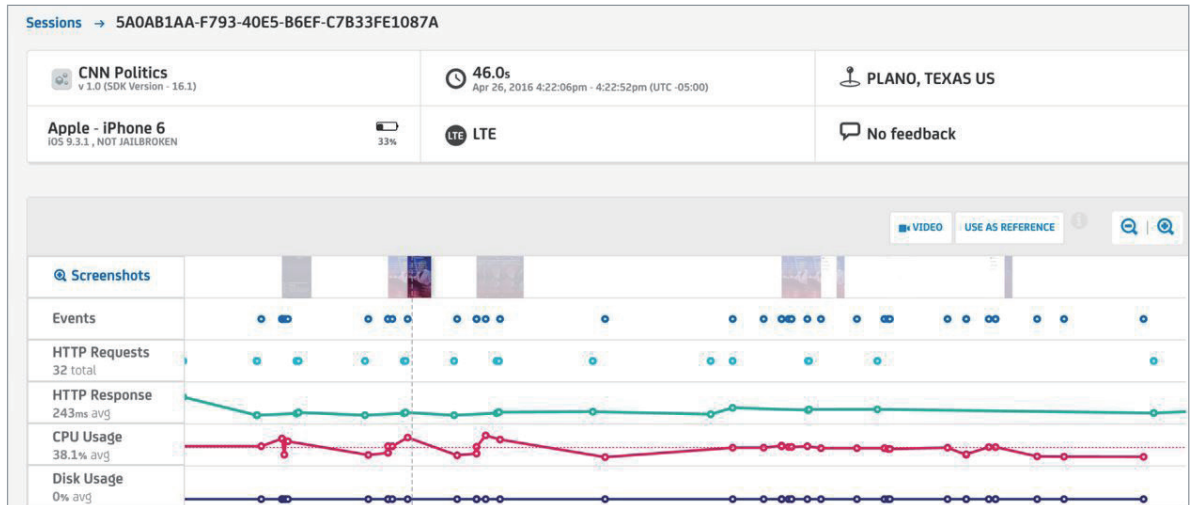 Sessions → 5A0AB1AA-F793-40E5-B6EF-C7B33FE1087A
CNN Politics
v 1.0 (SDK Version - 16.1)
46.0s
Apr 26, 2016 4:22:06pm - 4:22:52pm (UTC -05:00)
PLANO, TEXAS US
Apple - iPhone 6
iOS 9.3.1 , NOT JAILBROKEN
33%
LTE LTE
No feedback
VIDEO
USE AS REFERENCE
Screenshots
Events
HTTP Requests
32 total
HTTP Response
243ms avg
CPU Usage
38.1% avg
Disk Usage
0% avg